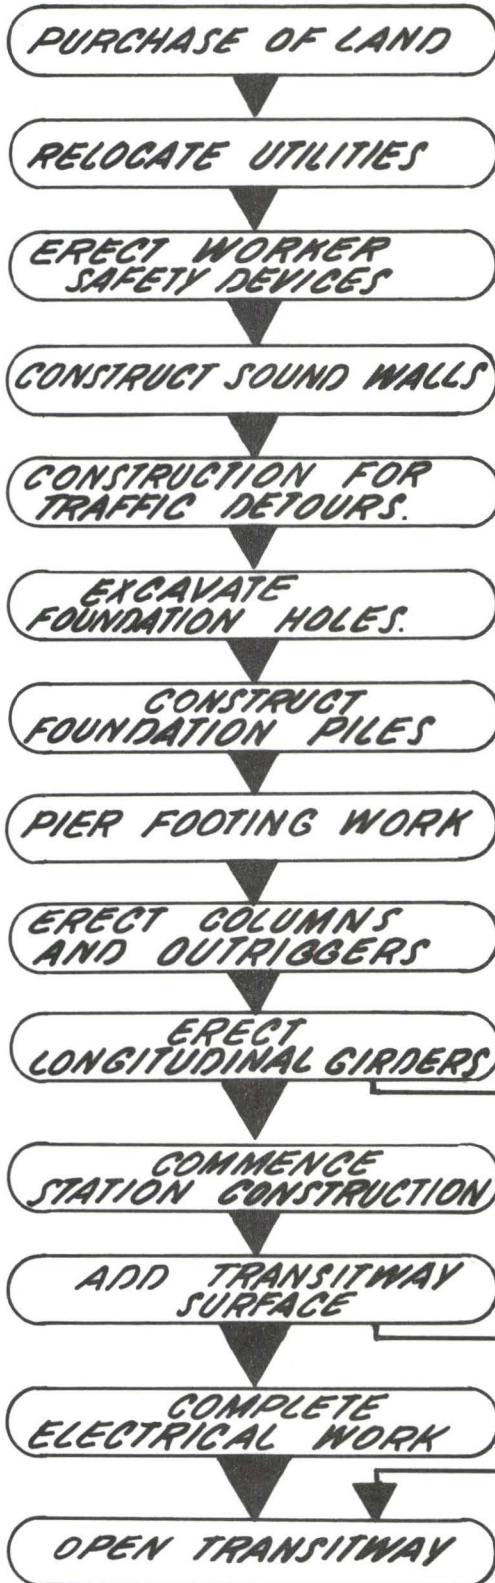 PURCHASE OF LAND
RELOCATE UTILITIES
ERECT WORKER
SAFETY DEVICES
CONSTRUCT SOUND WALLS
CONSTRUCTION FOR
TRAFFIC DETOURS.
EXCAVATE
FOUNDATION HOLES.
CONSTRUCT
FOUNDATION PILES
PIER FOOTING WORK
ERECT COLUMNS
AND OUTRIGGERS
ERECT
LONGITUDINAL GIRDERS
COMMENCE
STATION CONSTRUCTION
ADD TRANSITWAY
SURFACE
COMPLETE
ELECTRICAL WORK
OPEN TRANSITWAY